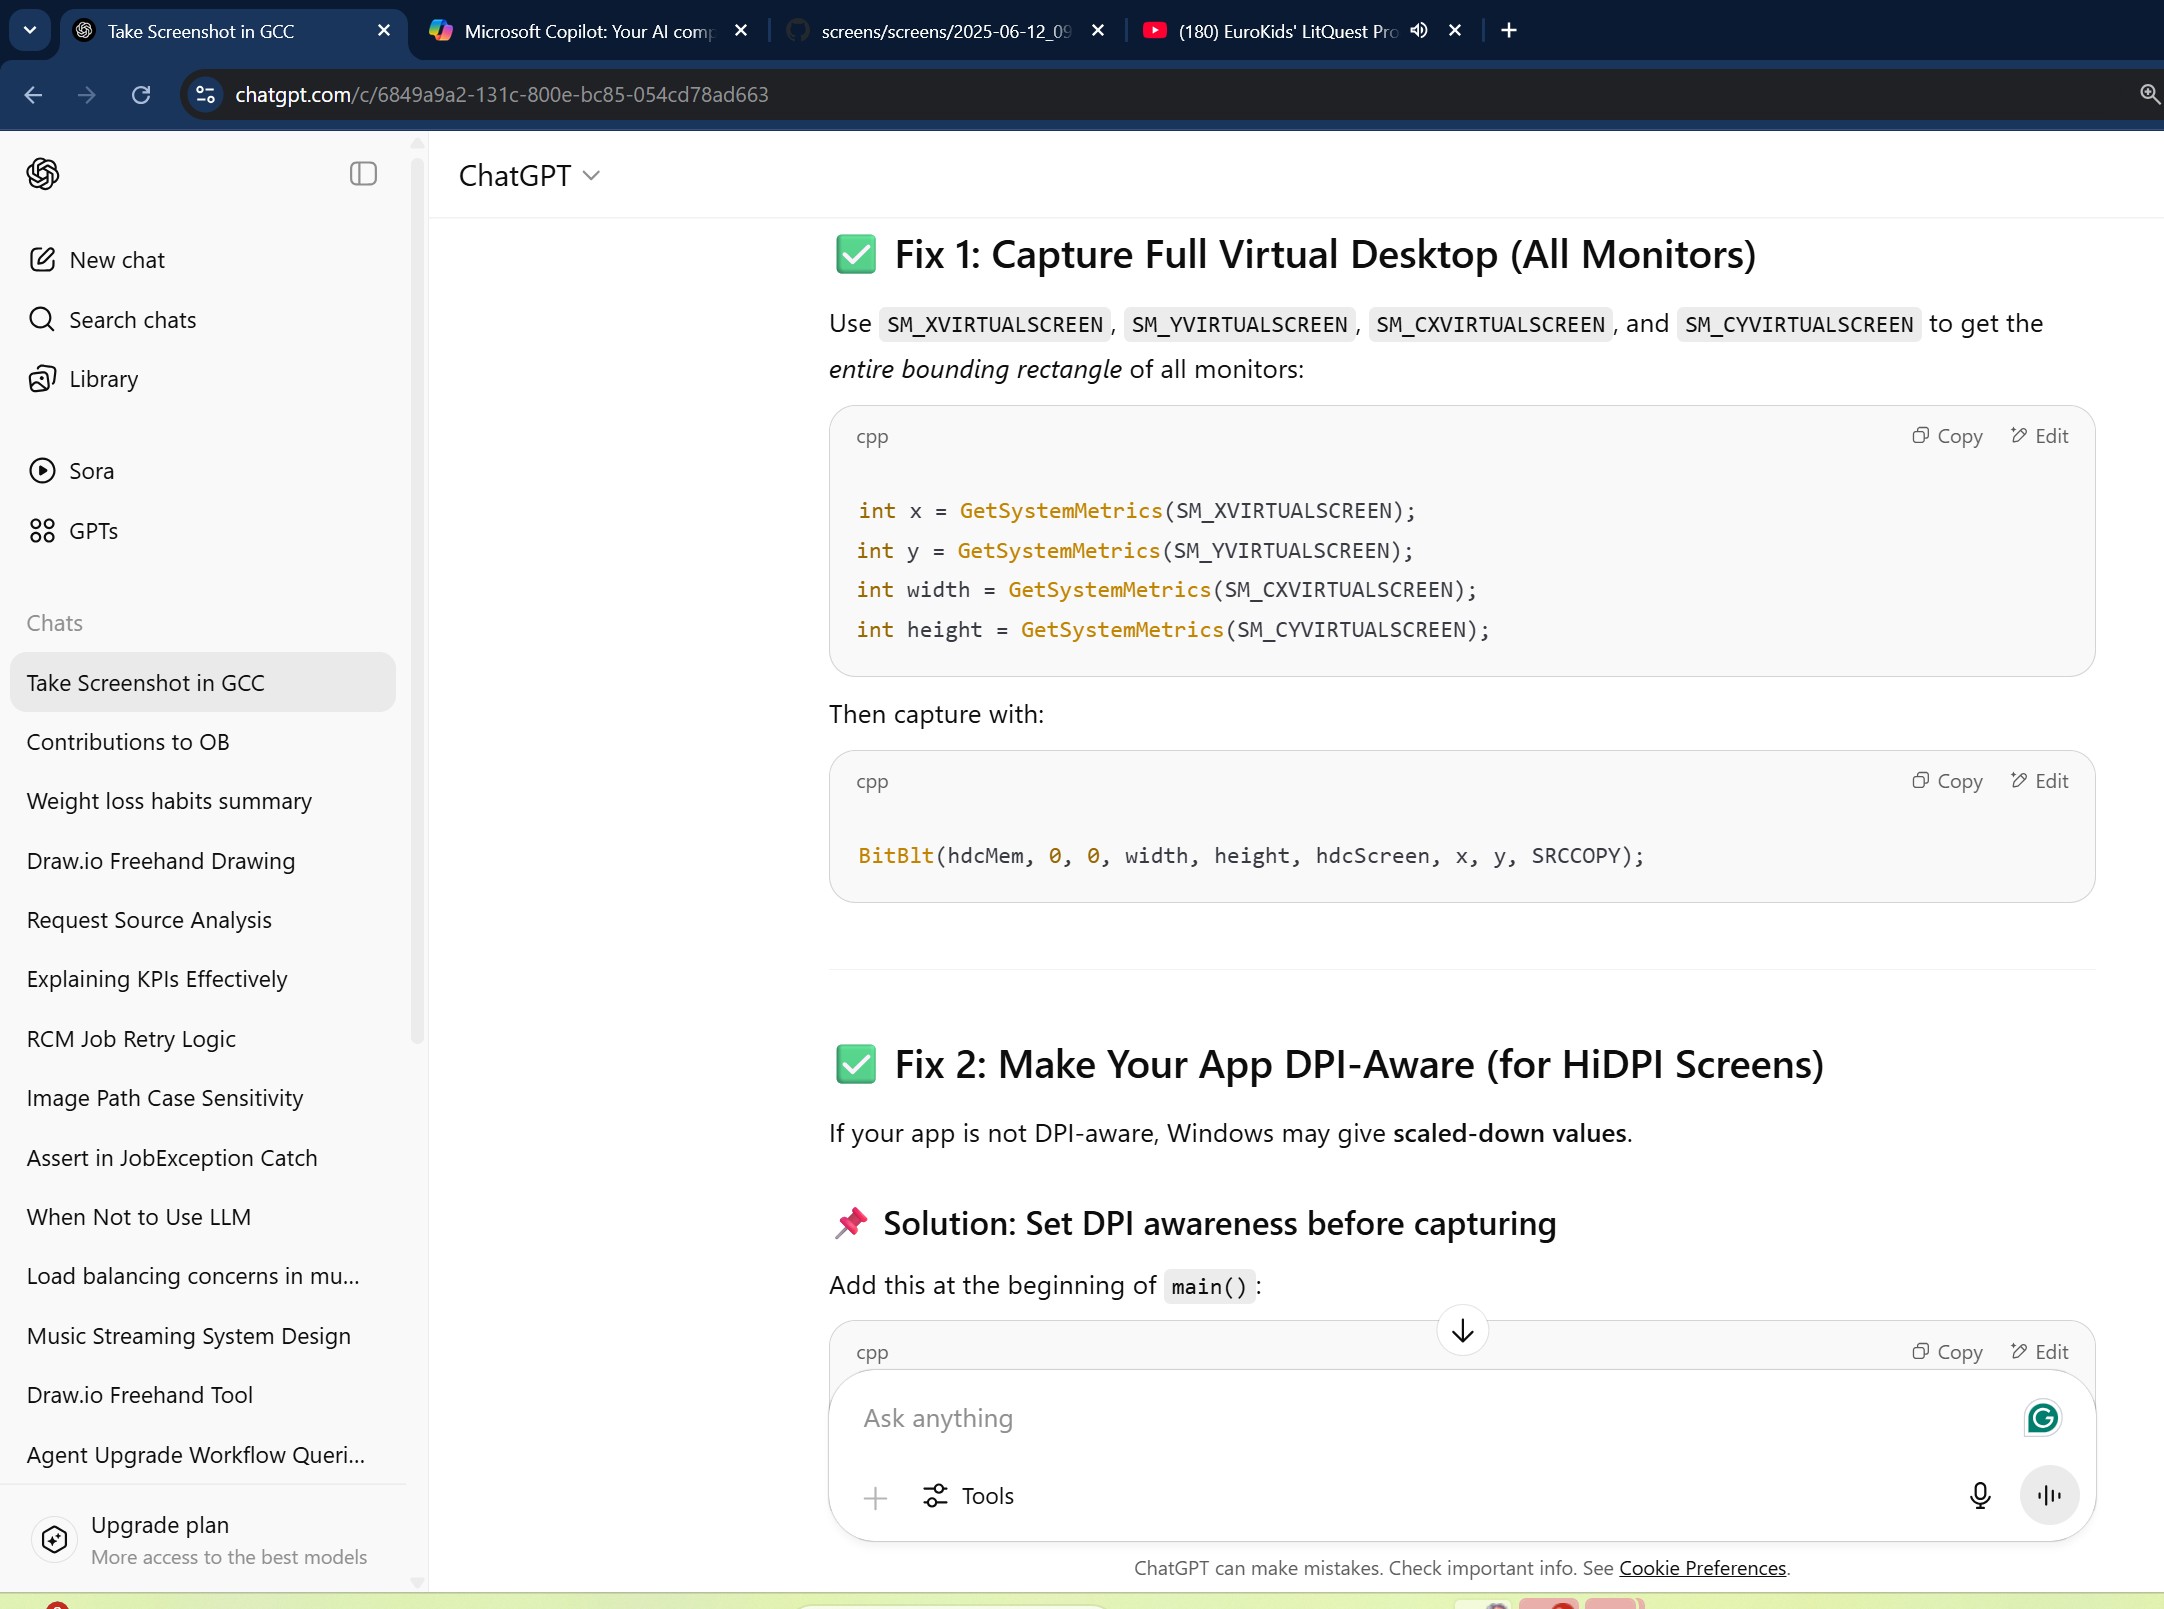 Take Screenshot in GCC
Microsoft Copilot: Your AI comp
screens/screens/2025-06-12_09
(180) EuroKids' LitQuest Pro
chatgpt.com/c/6849a9a2-131c-800e-bc85-054cd78ad663
New chat
Search chats
Library
Sora
GPTs
Chats
Take Screenshot in GCC
Contributions to OB
Weight loss habits summary
Draw.io Freehand Drawing
Request Source Analysis
Explaining KPIs Effectively
RCM Job Retry Logic
Image Path Case Sensitivity
Assert in JobException Catch
When Not to Use LLM
Load balancing concerns in mu...
Music Streaming System Design
Draw.io Freehand Tool
Agent Upgrade Workflow Queri...
Upgrade plan
More access to the best models
ChatGPT
Fix 1: Capture Full Virtual Desktop (All Monitors)
Use SM_XVIRTUALSCREEN, SM_YVIRTUALSCREEN, SM_CXVIRTUALSCREEN, and SM_CYVIRTUALSCREEN to get the
entire bounding rectangle of all monitors:
cpp
Copy
Edit
int x = GetSystemMetrics(SM_XVIRTUALSCREEN);
int y = GetSystemMetrics(SM_YVIRTUALSCREEN);
int width = GetSystemMetrics(SM_CXVIRTUALSCREEN);
int height = GetSystemMetrics(SM_CYVIRTUALSCREEN);
Then capture with:
cpp
Copy
Edit
BitBlt(hdcMem, 0, 0, width, height, hdcScreen, x, y, SRCCOPY);
Fix 2: Make Your App DPI-Aware (for HiDPI Screens)
If your app is not DPI-aware, Windows may give scaled-down values.
Solution: Set DPI awareness before capturing
Add this at the beginning of main():
cpp
Copy
Edit
Ask anything
Tools
ChatGPT can make mistakes. Check important info. See Cookie Preferences.